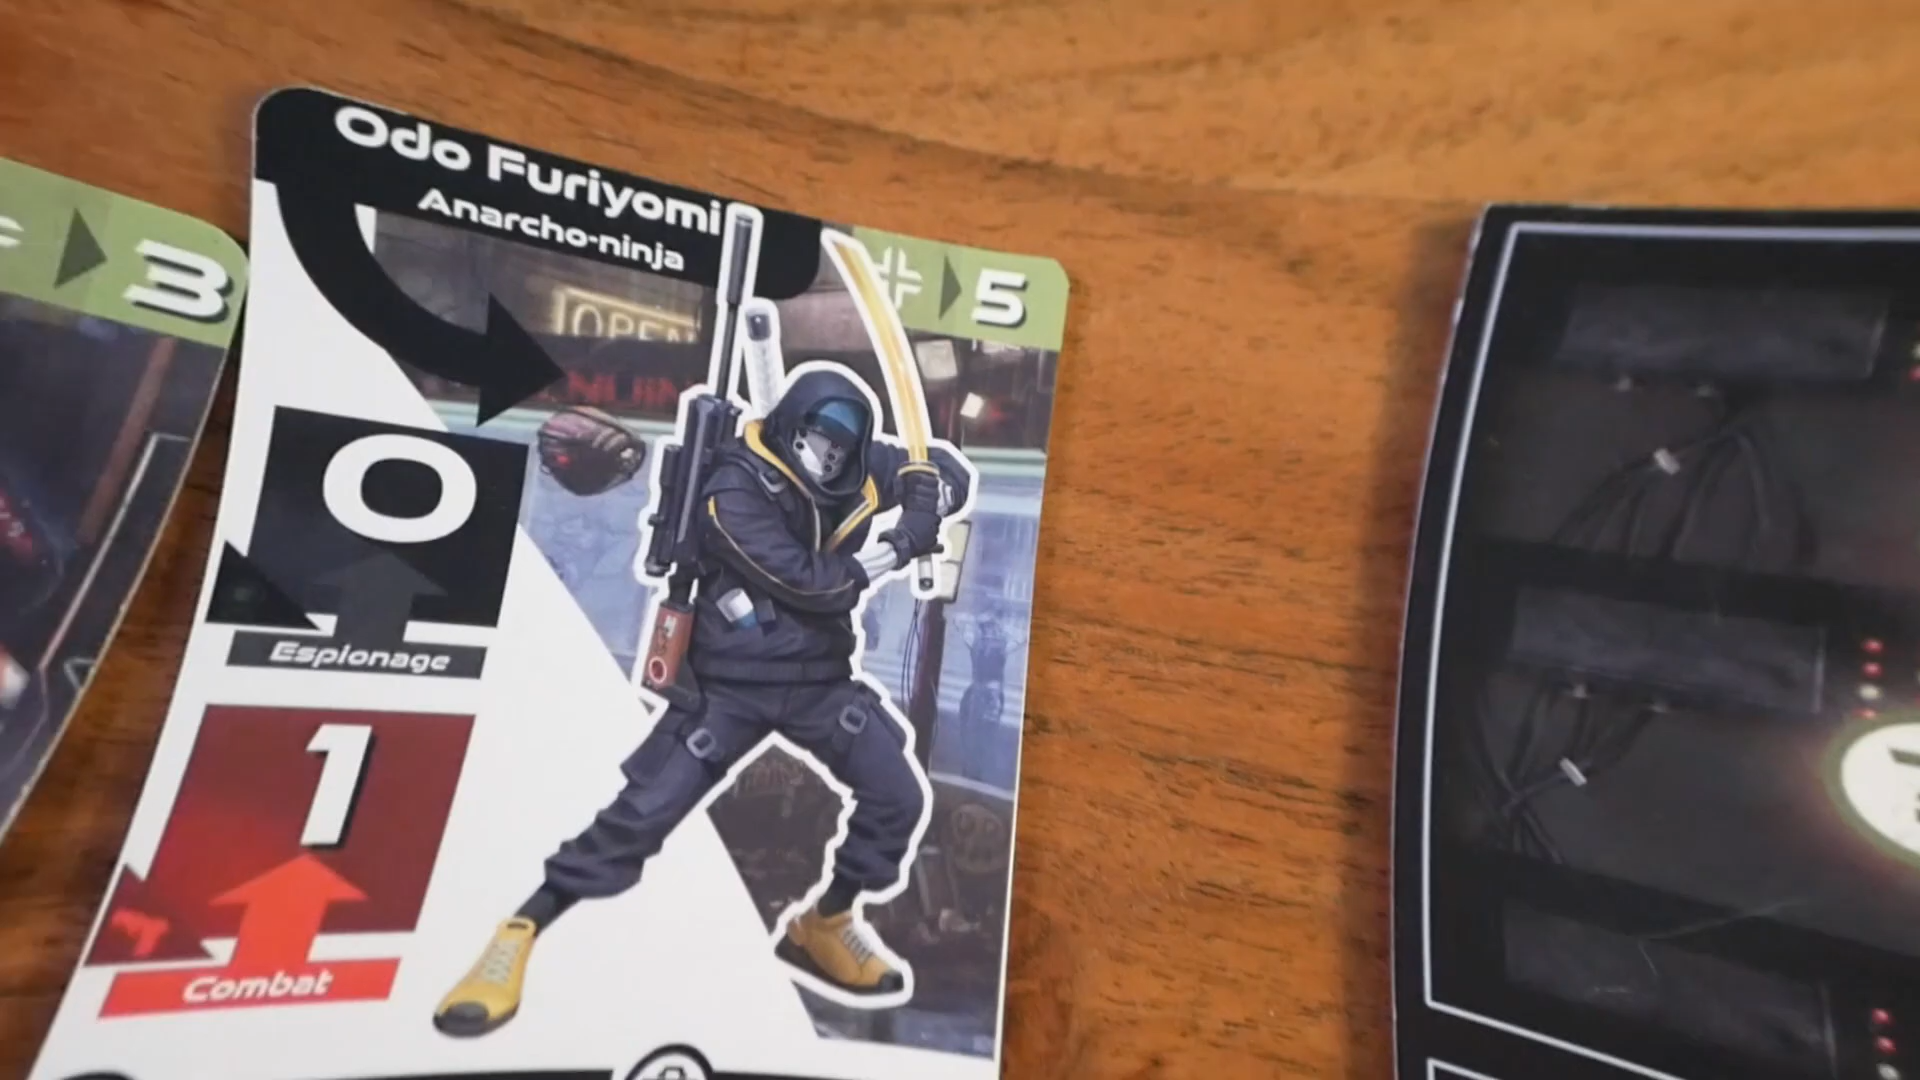 Odo Furiyomi
Anarcho-ninja
3
5
OPEN
0
Espionage
1
Combat